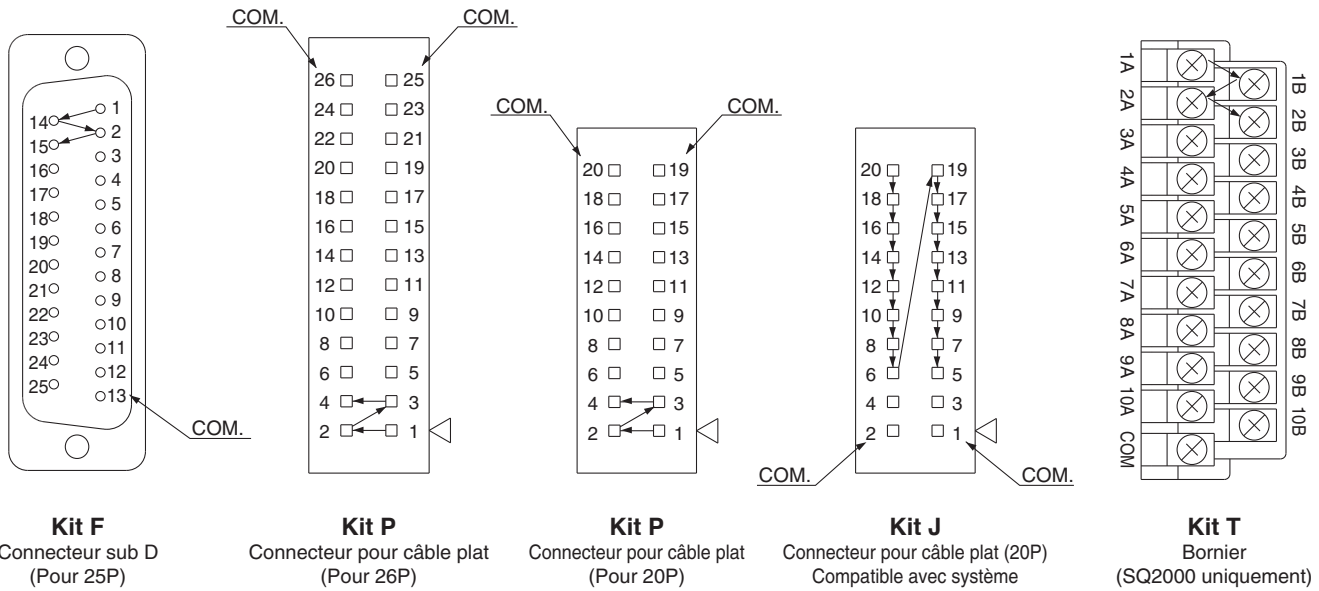 COM.
1
14
2
15
3
16
4
17
5
18
6
19
7
20
8
21
9
22
10
23
11
24
12
25
13
COM.
Kit F
Connecteur sub D
(Pour 25P)
COM. COM.
26 25
24 23
22 21
20 19
18 17
16 15
14 13
12 11
10 9
8 7
6 5
4 3
2 1
Kit P
Connecteur pour câble plat
(Pour 26P)
COM. COM.
20 19
18 17
16 15
14 13
12 11
10 9
8 7
6 5
4 3
2 1
Kit P
Connecteur pour câble plat
(Pour 20P)
20 19
18 17
16 15
14 13
12 11
10 9
8 7
6 5
4 3
2 1
COM. COM.
Kit J
Connecteur pour câble plat (20P)
Compatible avec système
1A 1B
2A 2B
3A 3B
4A 4B
5A 5B
6A 6B
7A 7B
8A 8B
9A 9B
10A 10B
COM
Kit T
Bornier
(SQ2000 uniquement)